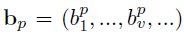 b_p = (b_1^p, ..., b_v^p, ...)